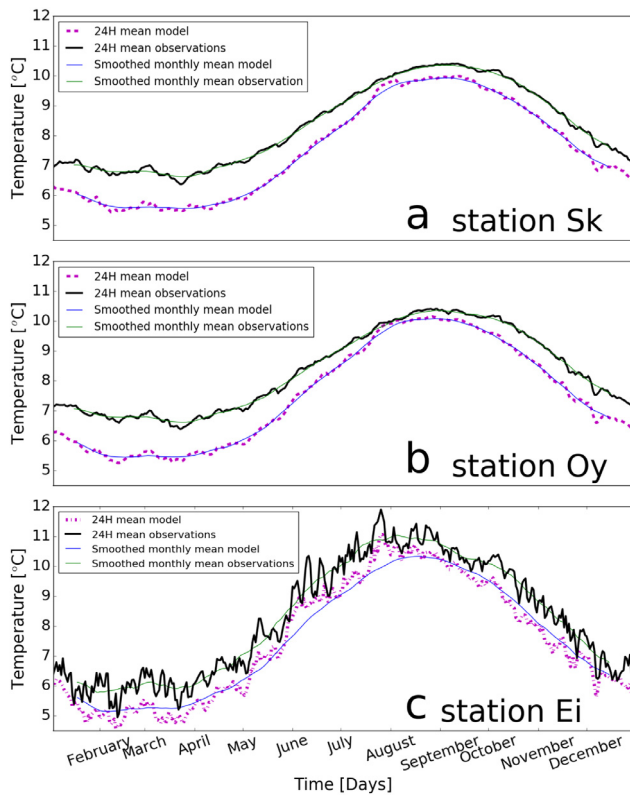 12
11
10
9
8
7
6
5
Temperature [°C]
24H mean model
24H mean observations
Smoothed monthly mean model
Smoothed monthly mean observation
a station Sk
12
11
10
9
8
7
6
5
Temperature [°C]
24H mean model
24H mean observations
Smoothed monthly mean model
Smoothed monthly mean observations
b station Oy
12
11
10
9
8
7
6
5
Temperature [°C]
24H mean model
24H mean observations
Smoothed monthly mean model
Smoothed monthly mean observations
c station Ei
February March April May June July August September October November December
Time [Days]